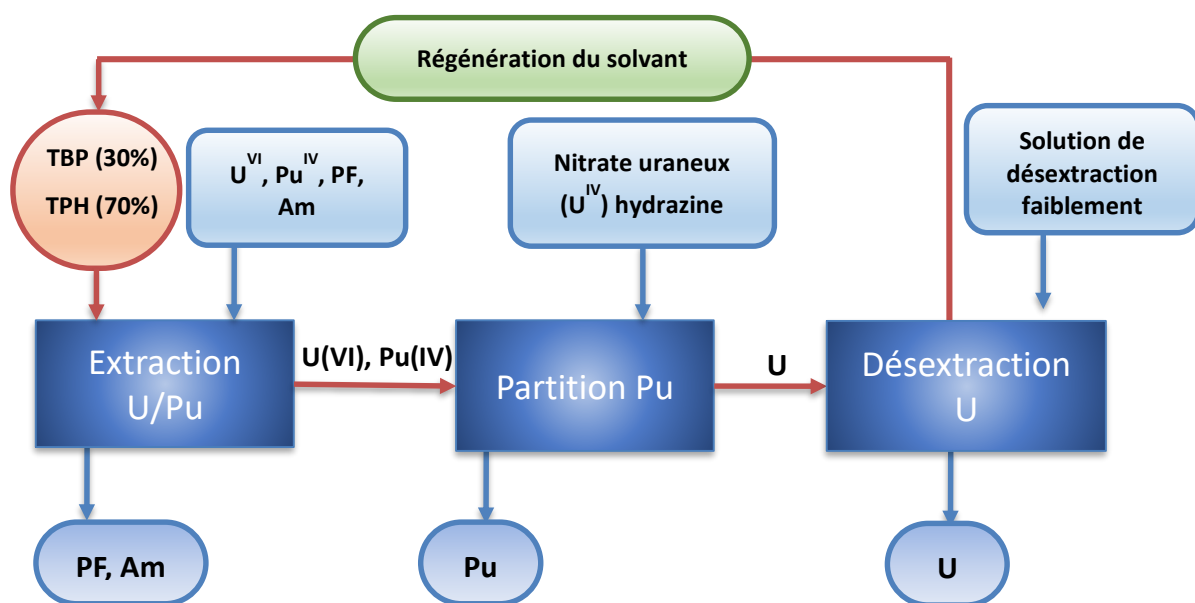 Régénération du solvant
TBP (30%)
TPH (70%)
U^VI, Pu^IV, PF,
Am
Nitrate uraneux
(U^IV) hydrazine
Solution de
désextraction
faiblement
Extraction
U/Pu
U(VI), Pu(IV)
Partition Pu
U
Désextraction
U
PF, Am
Pu
U